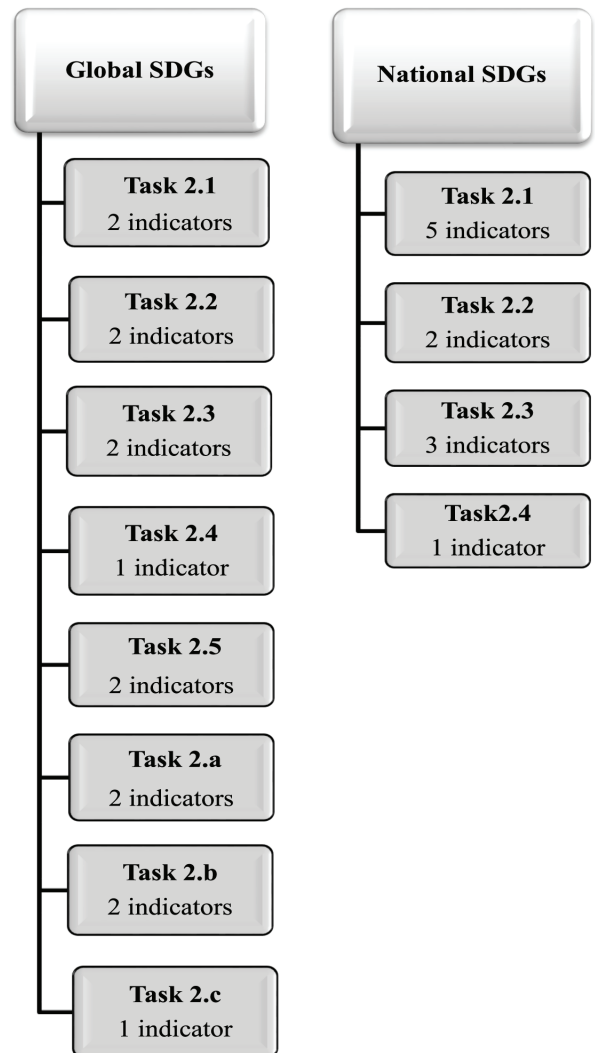 Global SDGs
Task 2.1
2 indicators
Task 2.2
2 indicators
Task 2.3
2 indicators
Task 2.4
1 indicator
Task 2.5
2 indicators
Task 2.a
2 indicators
Task 2.b
2 indicators
Task 2.c
1 indicator
National SDGs
Task 2.1
5 indicators
Task 2.2
2 indicators
Task 2.3
3 indicators
Task2.4
1 indicator